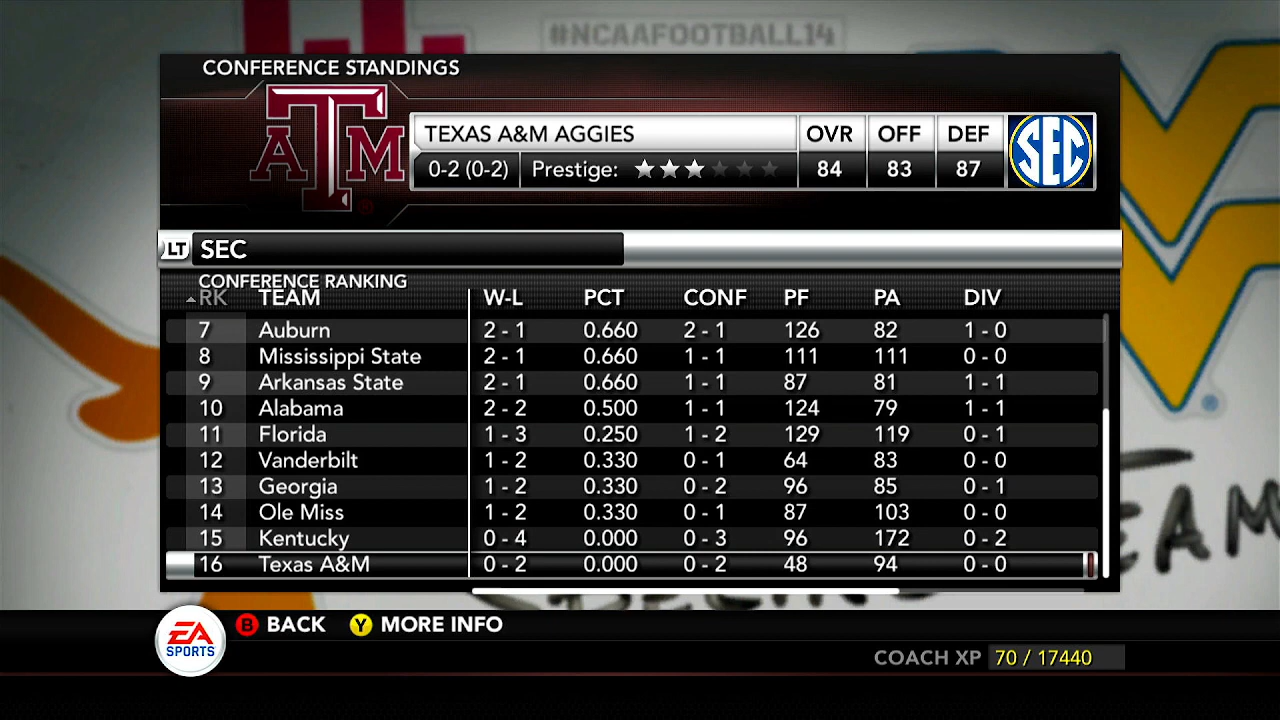 #NCAAFOOTBALL14
CONFERENCE STANDINGS
ATM
TEXAS A&M AGGIES OVR OFF DEF SEC
0-2 (0-2) Prestige: 84 83 87
LT SEC
CONFERENCE RANKING
RK TEAM W-L PCT CONF PF PA DIV
7 Auburn 2 - 1 0.660 2 - 1 126 82 1 - 0
8 Mississippi State 2 - 1 0.660 1 - 1 111 111 0 - 0
9 Arkansas State 2 - 1 0.660 1 - 1 87 81 1 - 1
10 Alabama 2 - 2 0.500 1 - 1 124 79 1 - 1
11 Florida 1 - 3 0.250 1 - 2 129 119 0 - 1
12 Vanderbilt 1 - 2 0.330 0 - 1 64 83 0 - 0
13 Georgia 1 - 2 0.330 0 - 2 96 85 0 - 1
14 Ole Miss 1 - 2 0.330 0 - 1 87 103 0 - 0
15 Kentucky 0 - 4 0.000 0 - 3 96 172 0 - 2
16 Texas A&M 0 - 2 0.000 0 - 2 48 94 0 - 0
EA SPORTS B BACK Y MORE INFO
COACH XP 70 / 17440